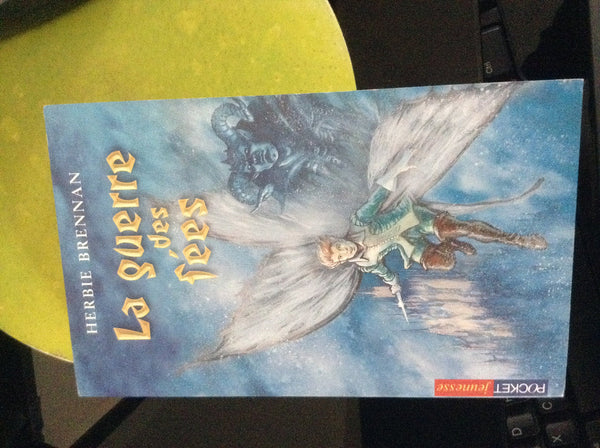 HERBIE BRENNAN
La guerre
des
fées
POCKET jeunesse